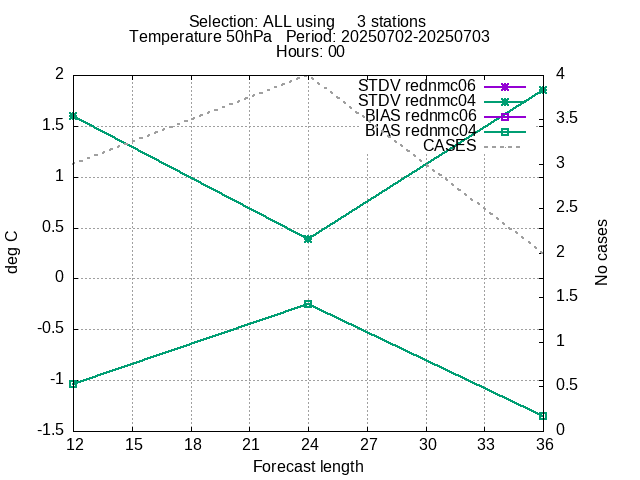 Selection: ALL using     3 stations
Temperature 50hPa   Period: 20250702-20250703
Hours: 00
STDV rednmc06
STDV rednmc04
BIAS rednmc06
BIAS rednmc04
CASES
2
1.5
1
0.5
0
-0.5
-1
-1.5
deg C
4
3.5
3
2.5
2
1.5
1
0.5
0
No cases
12 15 18 21 24 27 30 33 36
Forecast length